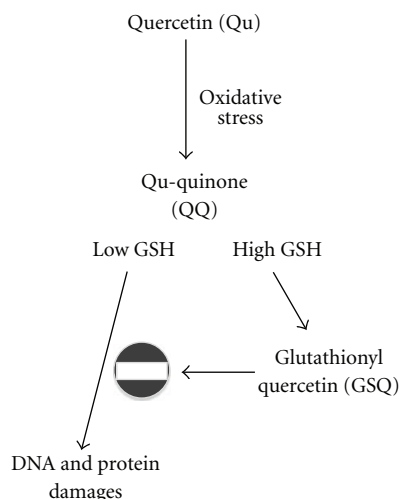 Quercetin (Qu)
Oxidative
stress
Qu-quinone
(QQ)
Low GSH
High GSH
Glutathionyl
quercetin (GSQ)
DNA and protein
damages